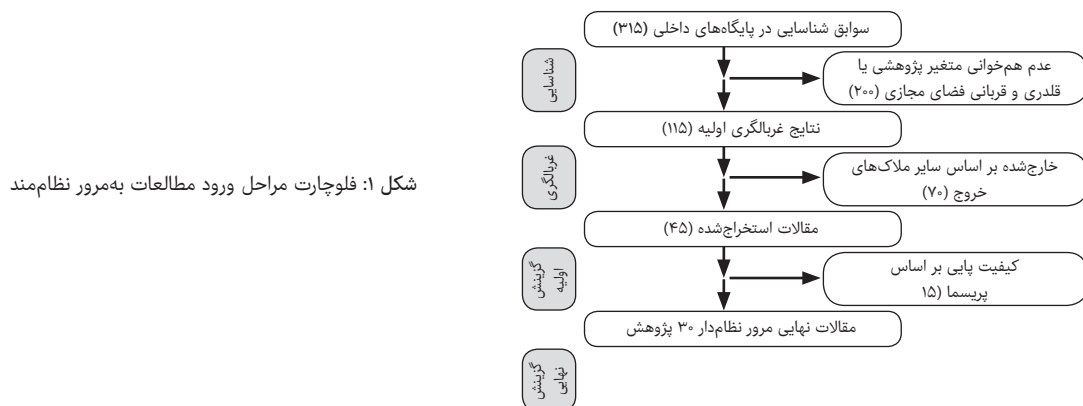 سوابق شناسایی در پایگاه‌های داخلی (۳۱۵)
شناسایی
عدم هم‌خوانی متغیر پژوهشی یا
قلدری و قربانی فضای مجازی (۲۰۰)
نتایج غربالگری اولیه (۱۱۵)
غربالگری
خارج‌شده بر اساس سایر ملاک‌های
خروج (۷۰)
مقالات استخراج‌شده (۴۵)
گزینش
اولیه
کیفیت پایی بر اساس
پریسما (۱۵
مقالات نهایی مرور نظام‌دار ۳۰ پژوهش
گزینش
نهایی
شکل ۱: فلوچارت مراحل ورود مطالعات به‌مرور نظام‌مند